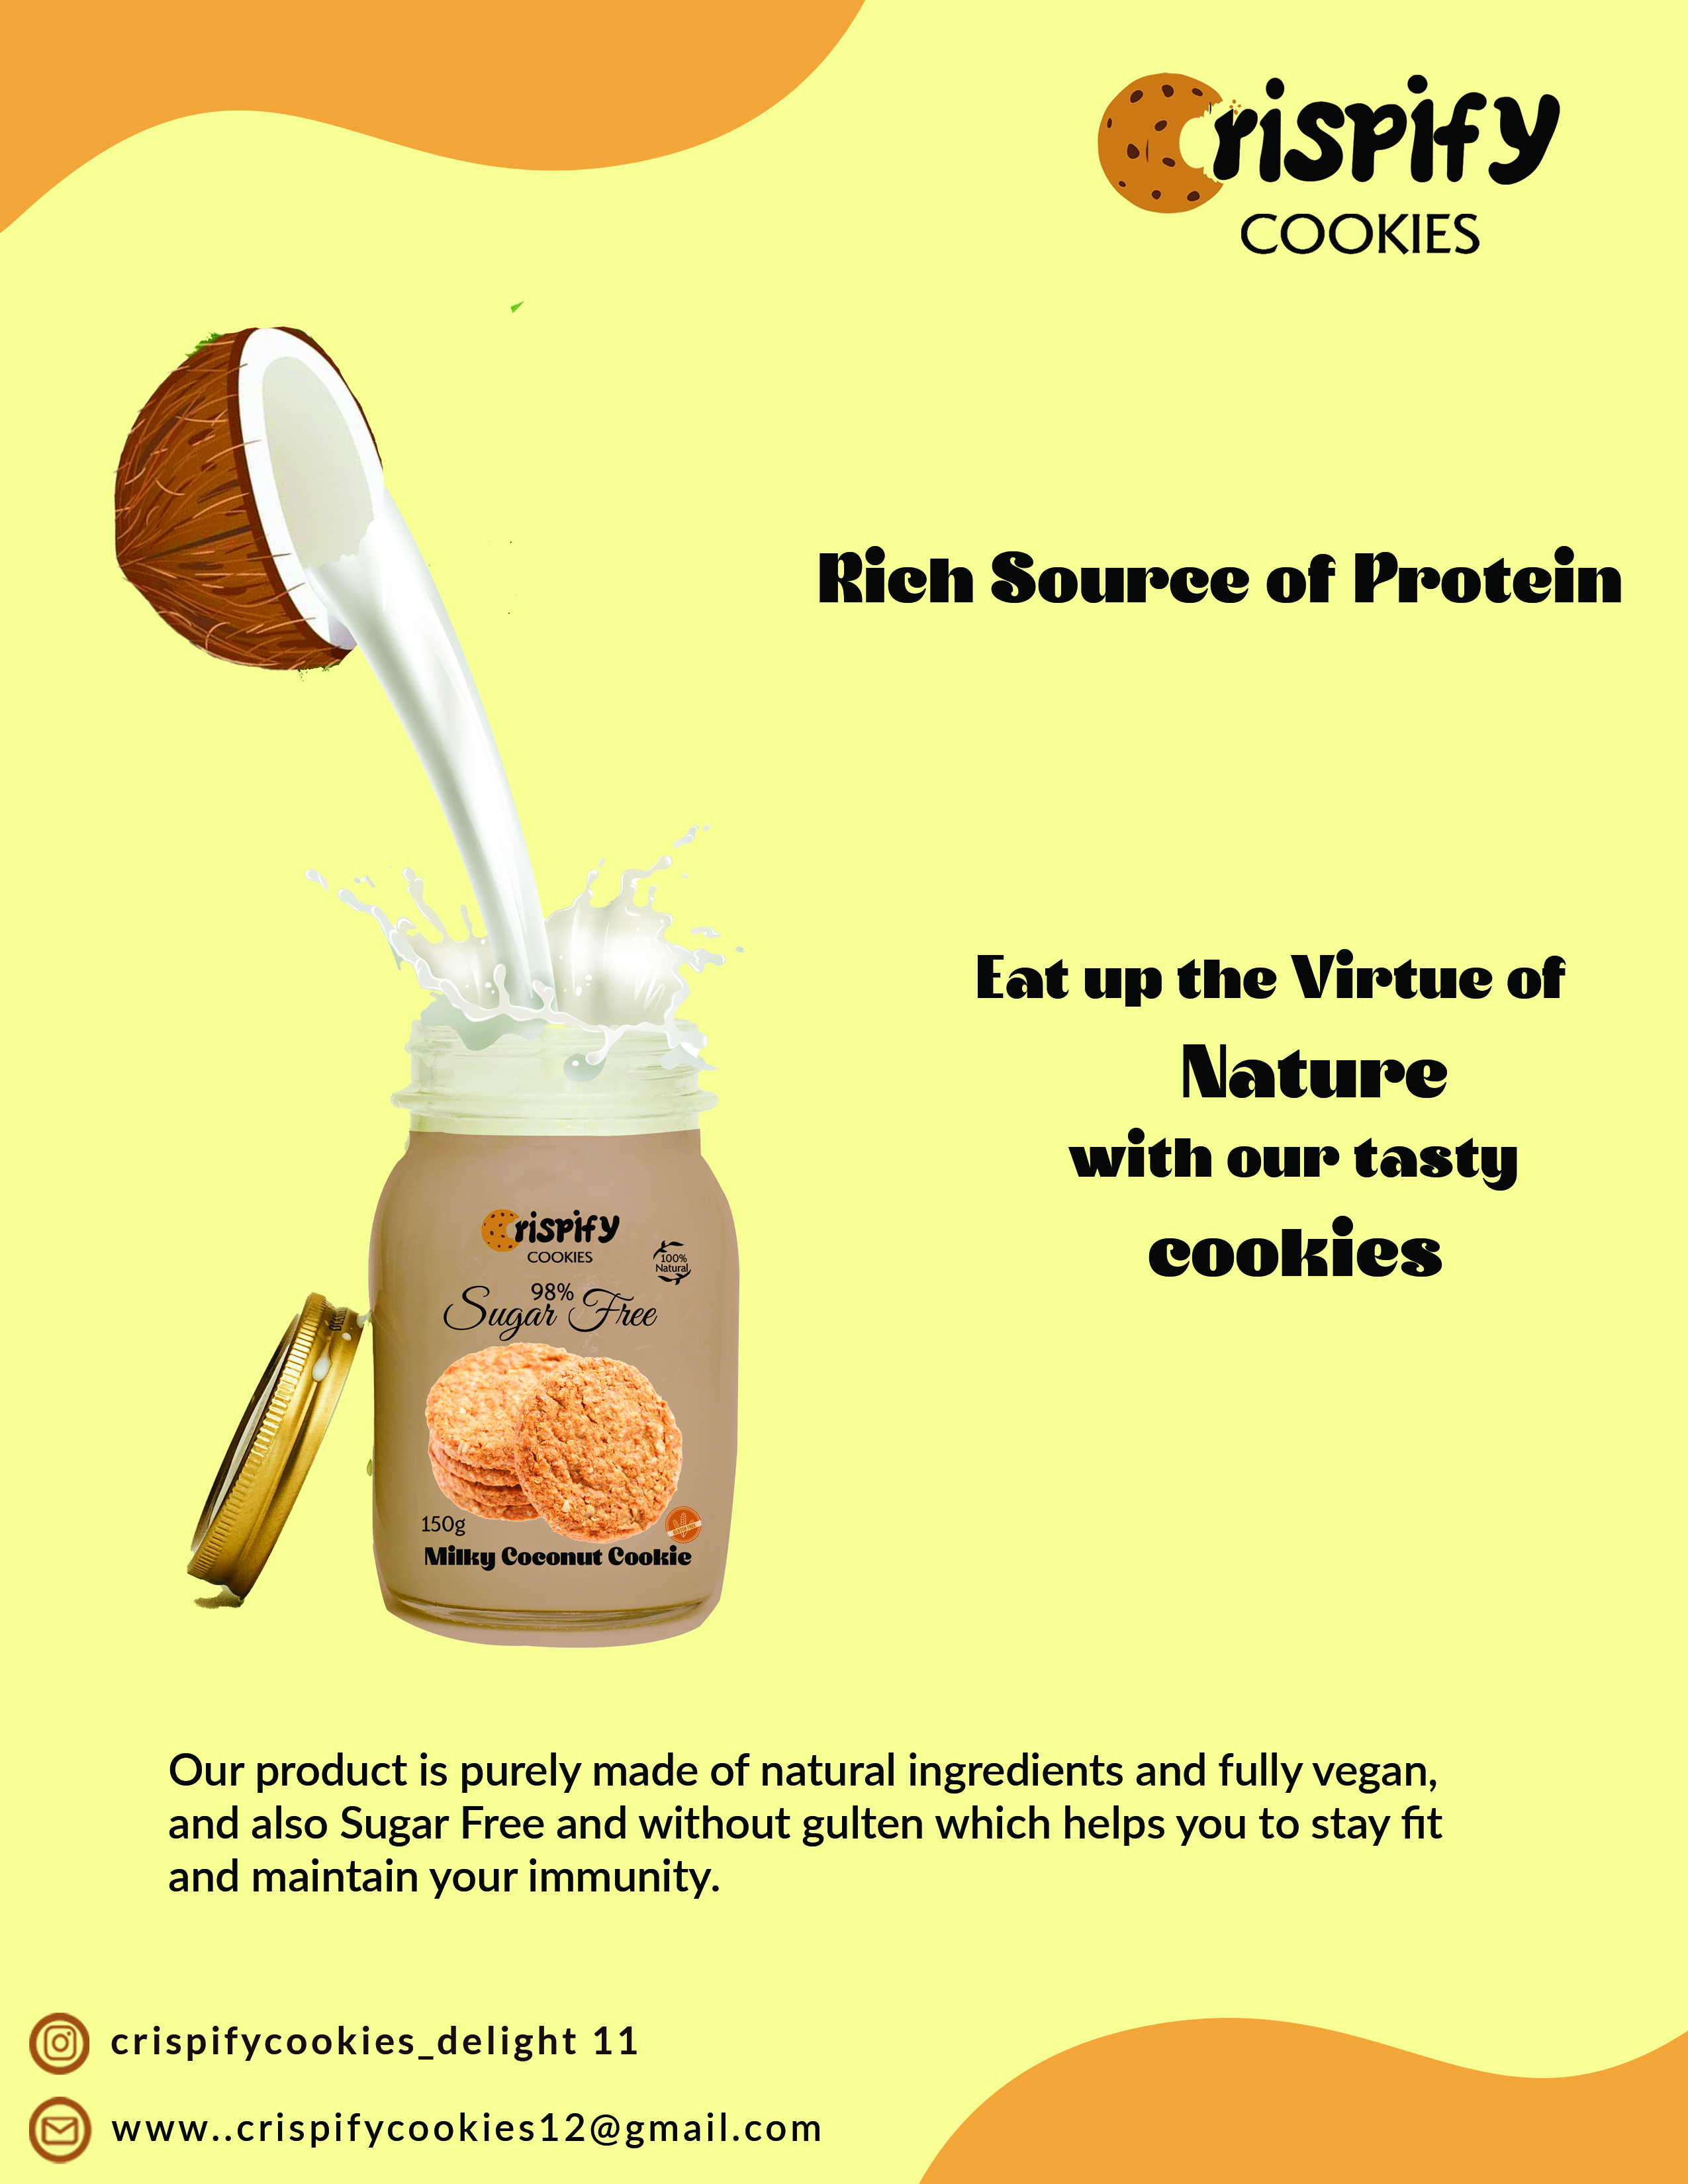 Crispify
COOKIES
Rich Source of Protein
Eat up the Virtue of
Nature
with our tasty
cookies
Crispify
COOKIES
100%
Natural
98%
Sugar Free
150g
Milky Coconut Cookie
Our product is purely made of natural ingredients and fully vegan,
and also Sugar Free and without gulten which helps you to stay fit
and maintain your immunity.
crispifycookies_delight 11
www..crispifycookies12@gmail.com